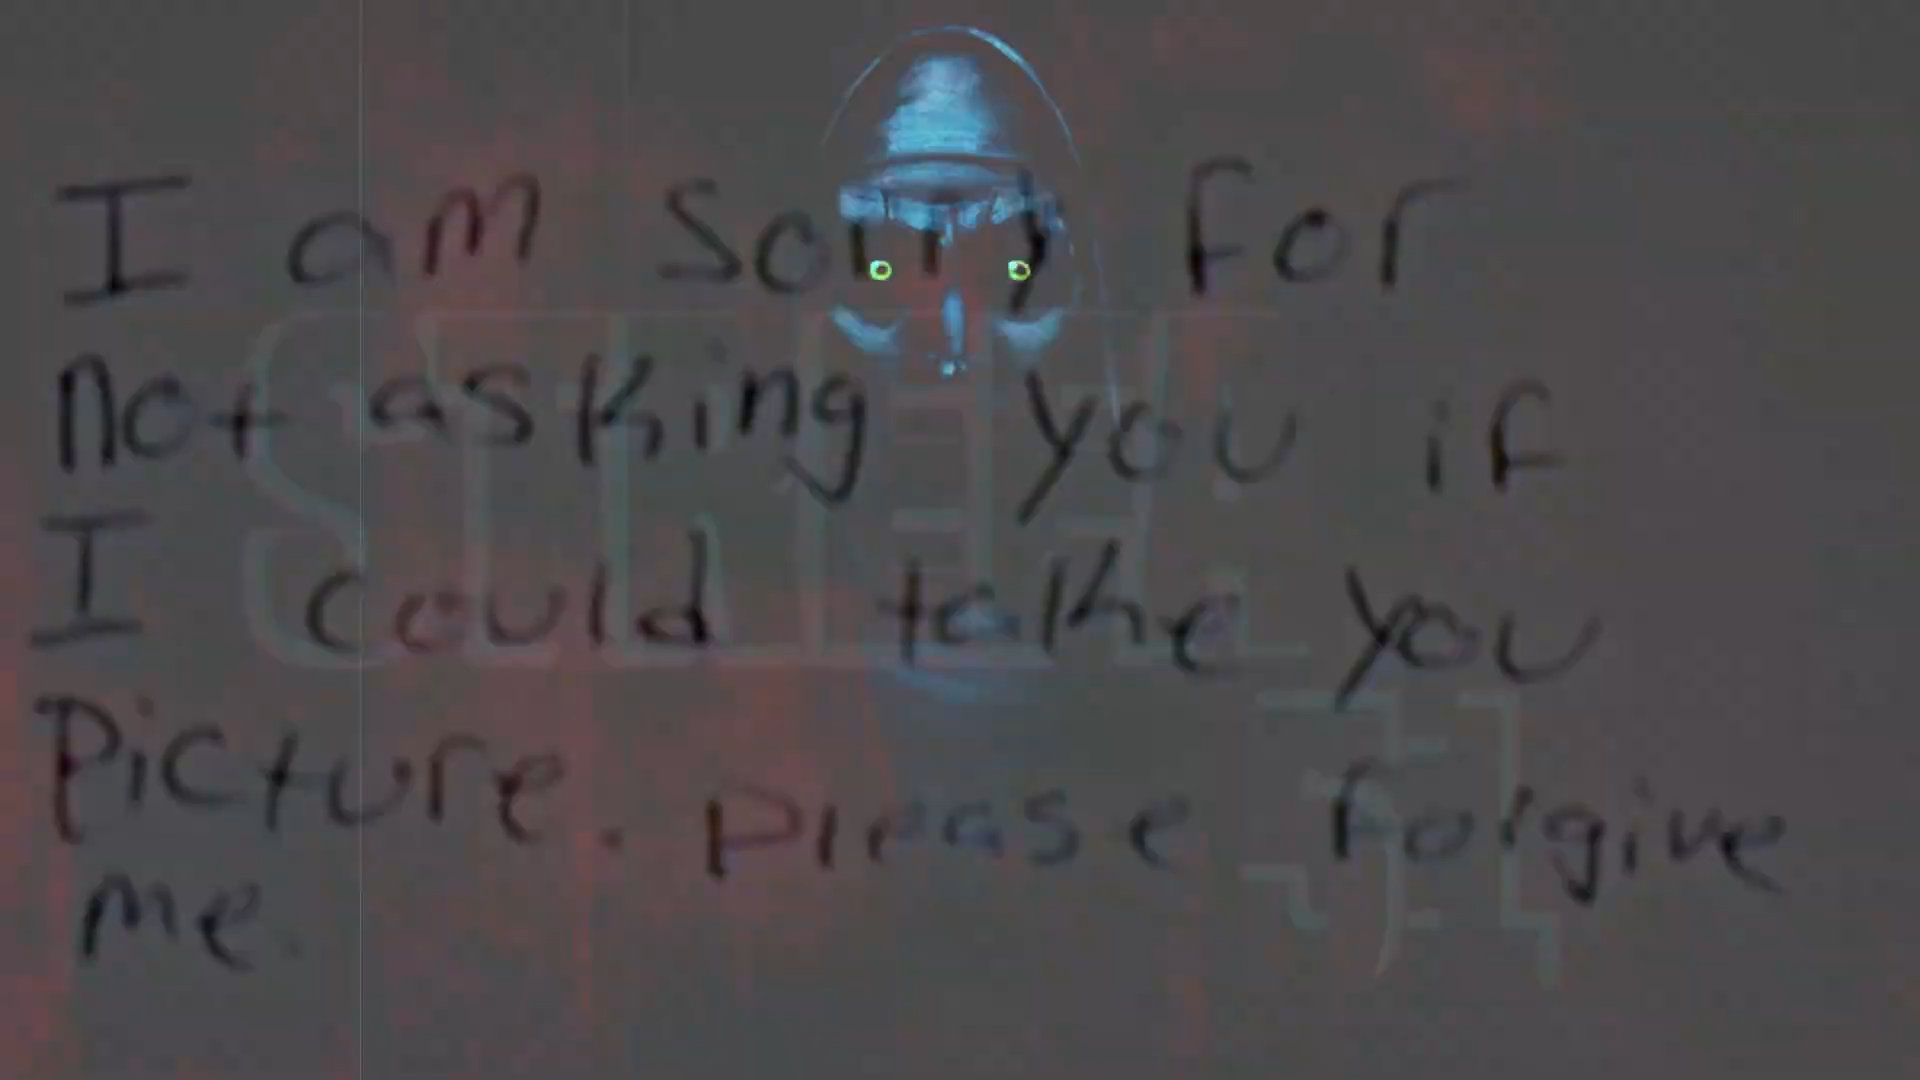 I am sorry for
not asking you if
I could take you
Picture. Please forgive
me.